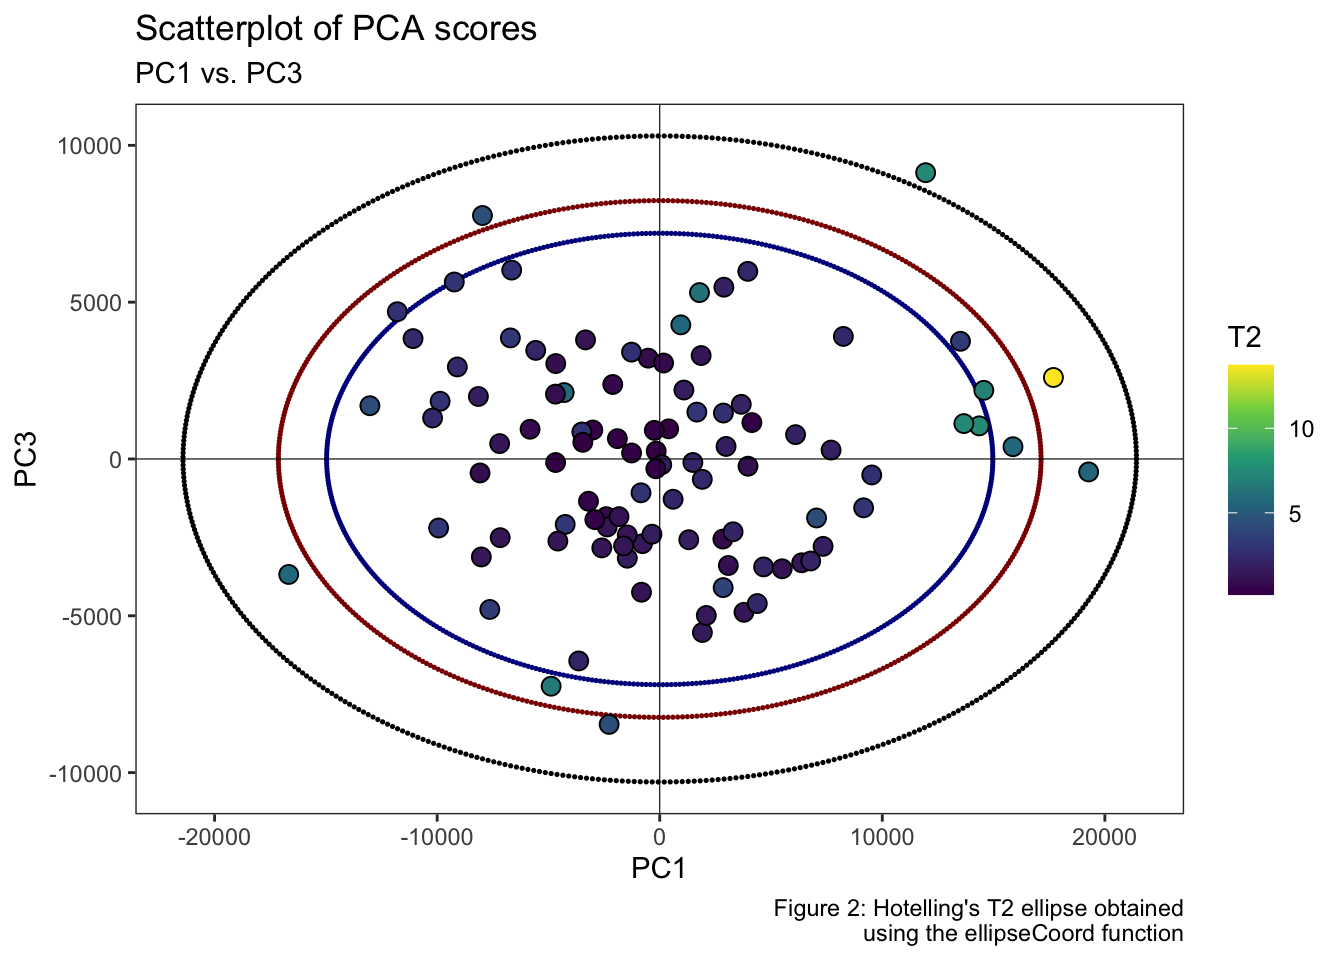 Scatterplot of PCA scores
PC1 vs. PC3
10000
5000
0
-5000
-10000
PC3
-20000
-10000
0
10000
20000
PC1
T2
10
5
Figure 2: Hotelling's T2 ellipse obtained
using the ellipseCoord function